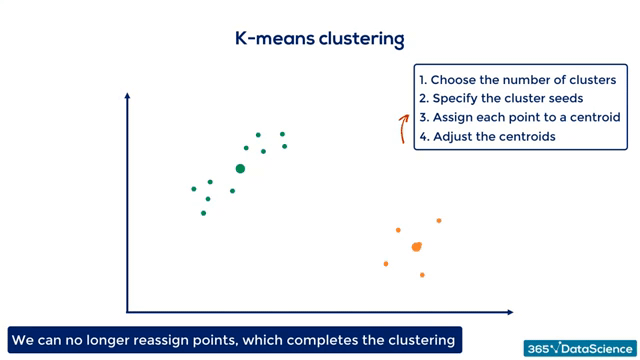 K-means clustering
1. Choose the number of clusters
2. Specify the cluster seeds
3. Assign each point to a centroid
4. Adjust the centroids
We can no longer reassign points, which completes the clustering
365 DataScience